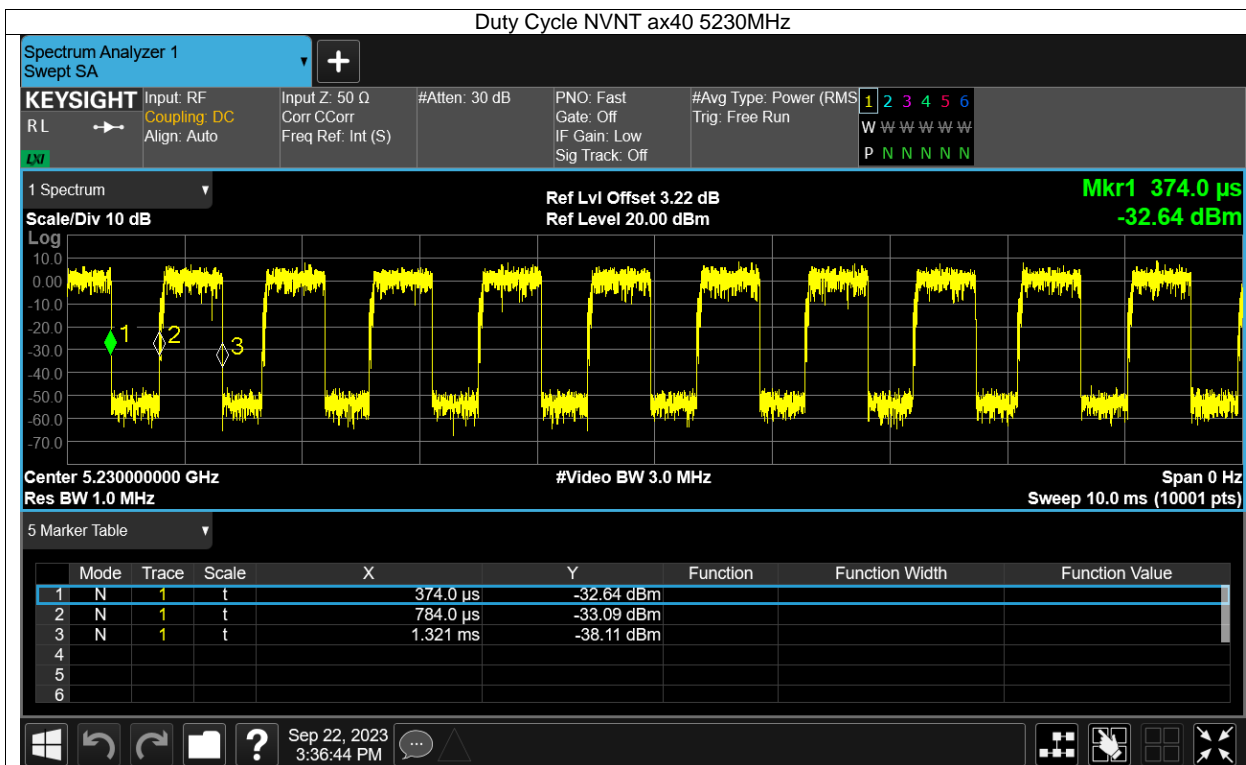 Duty Cycle NVNT ax40 5230MHz
Spectrum Analyzer 1
Swept SA
KEYSIGHT
RL
LXI
Input: RF
Coupling: DC
Align: Auto
Input Z: 50 Ω
Corr CCorr
Freq Ref: Int (S)
#Atten: 30 dB
PNO: Fast
Gate: Off
IF Gain: Low
Sig Track: Off
#Avg Type: Power (RMS
Trig: Free Run
1 2 3 4 5 6
W W W W W W
P N N N N N
1 Spectrum
Scale/Div 10 dB
Ref Lvl Offset 3.22 dB
Ref Level 20.00 dBm
Mkr1 374.0 µs
-32.64 dBm
Log
10.0
0.00
-10.0
-20.0
-30.0
-40.0
-50.0
-60.0
-70.0
1
2
3
Center 5.230000000 GHz
#Video BW 3.0 MHz
Span 0 Hz
Res BW 1.0 MHz
Sweep 10.0 ms (10001 pts)
5 Marker Table
Mode Trace Scale X Y Function Function Width Function Value
1 N 1 t 374.0 µs -32.64 dBm
2 N 1 t 784.0 µs -33.09 dBm
3 N 1 t 1.321 ms -38.11 dBm
4
5
6
?
Sep 22, 2023
3:36:44 PM